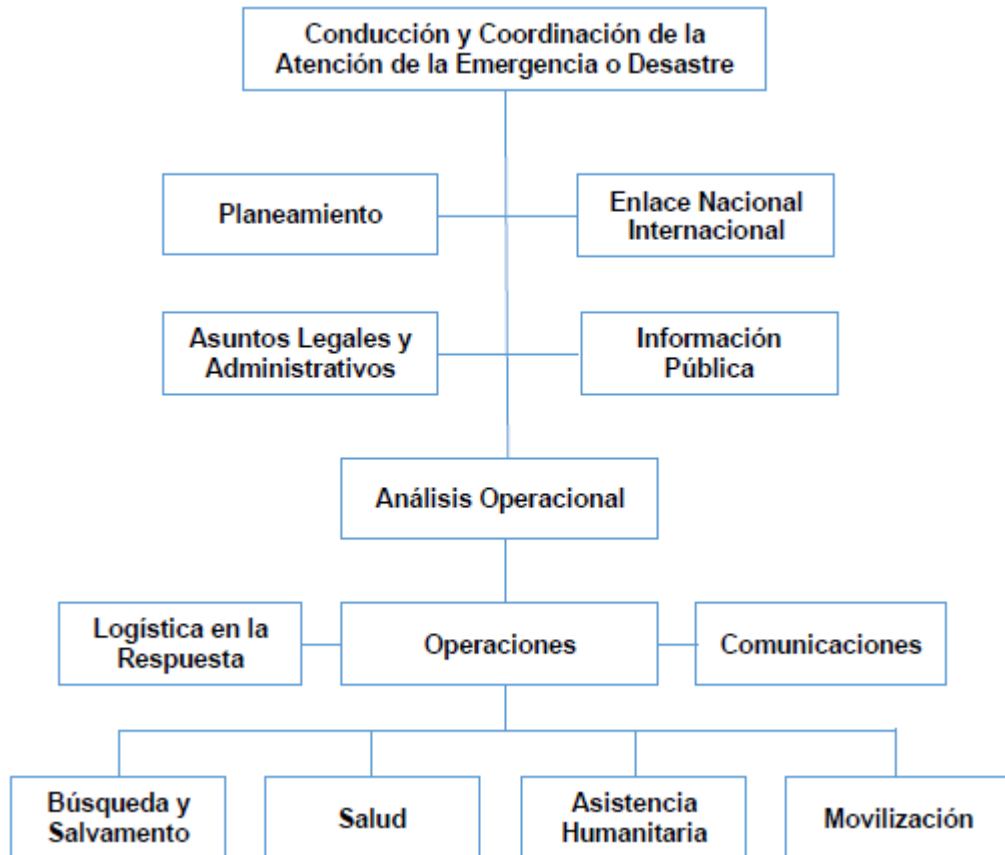 Conducción y Coordinación de la
Atención de la Emergencia o Desastre
Planeamiento
Enlace Nacional
Internacional
Asuntos Legales y
Administrativos
Información
Pública
Análisis Operacional
Logística en la
Respuesta
Operaciones
Comunicaciones
Búsqueda y
Salvamento
Salud
Asistencia
Humanitaria
Movilización